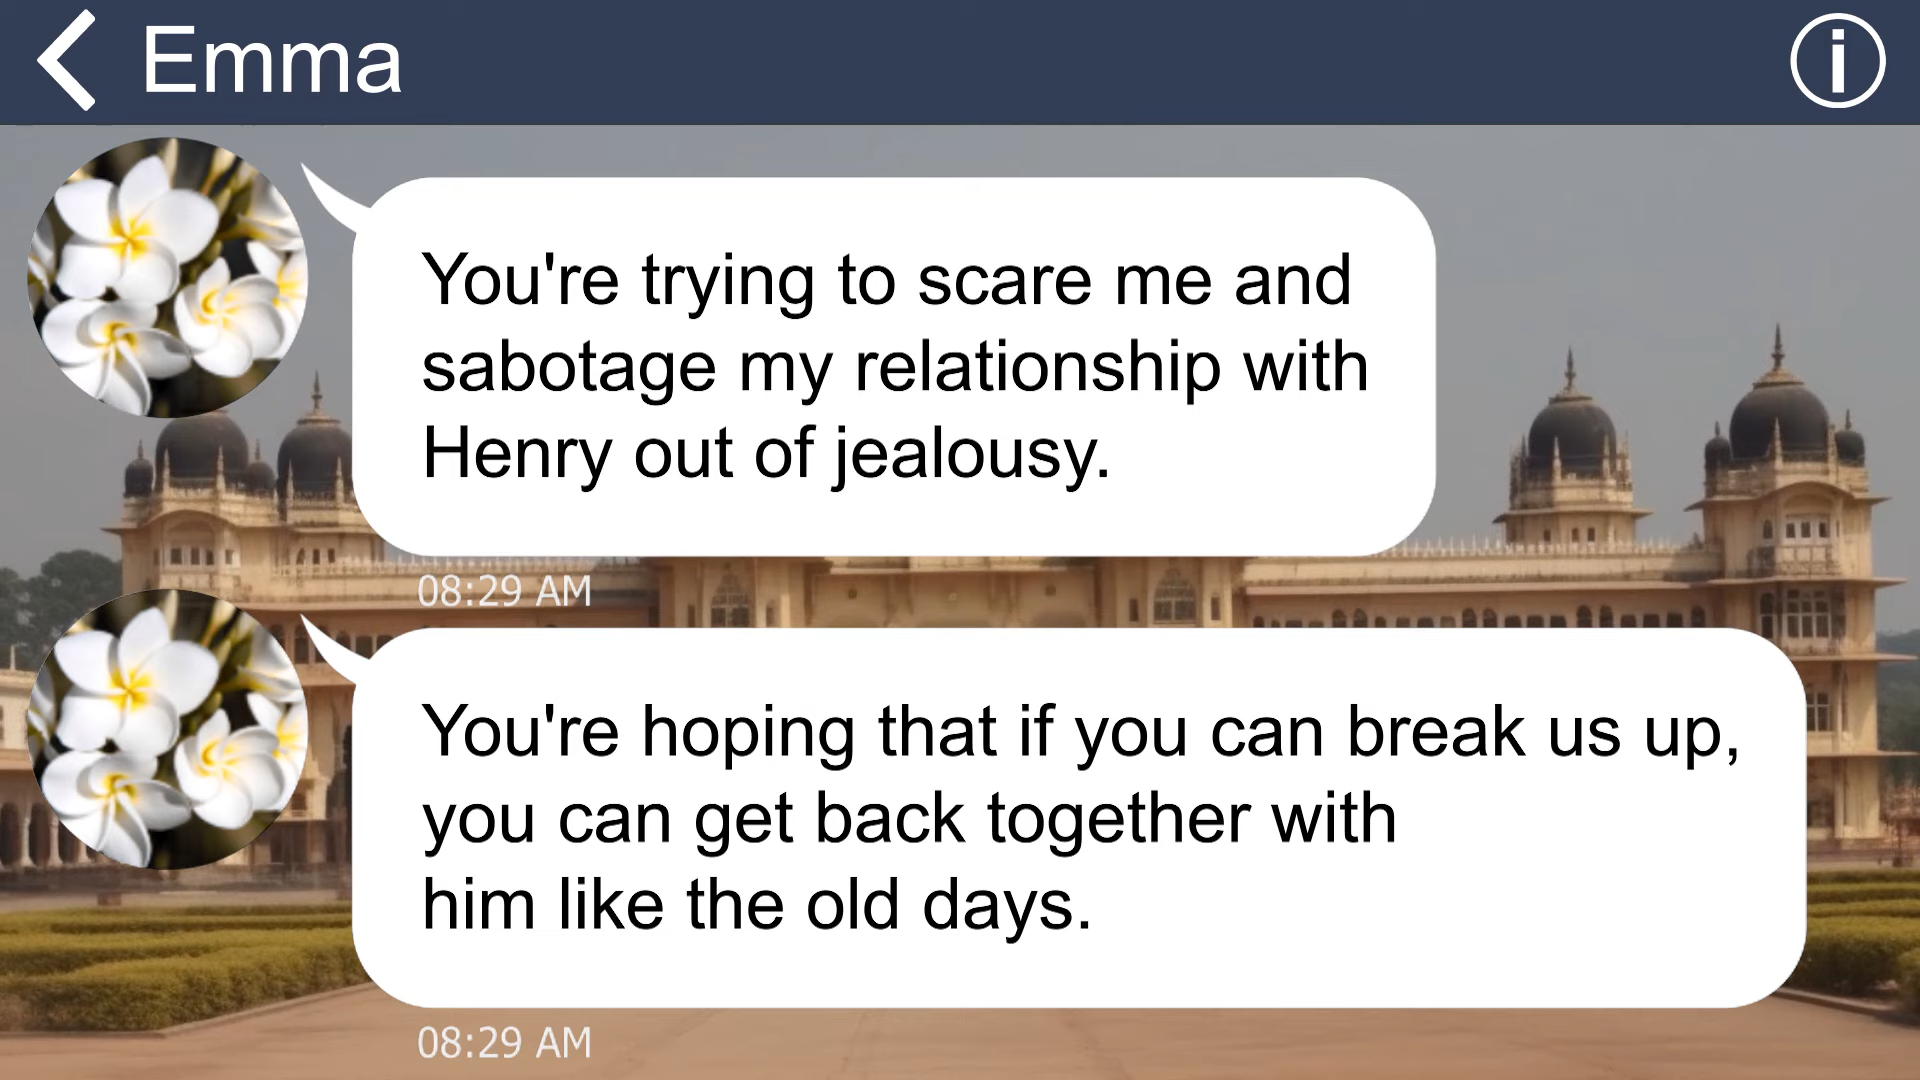 Emma
You're trying to scare me and
sabotage my relationship with
Henry out of jealousy.
08:29 AM
You're hoping that if you can break us up,
you can get back together with
him like the old days.
08:29 AM